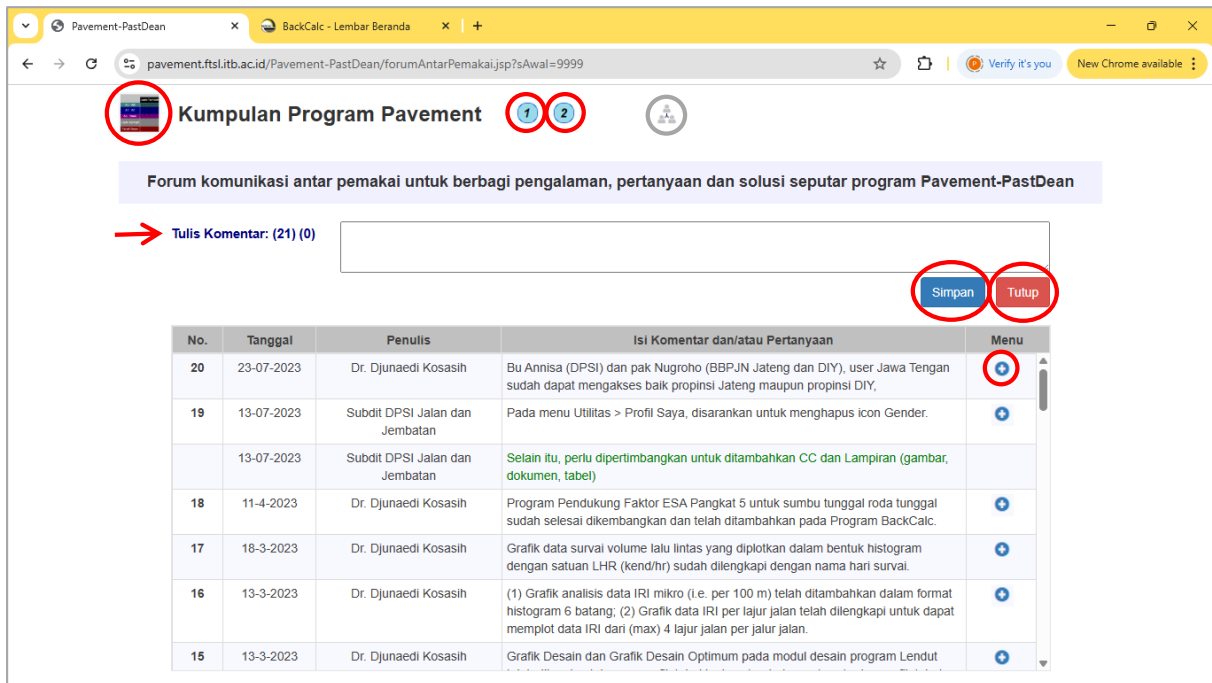 Pavement-PastDean
BackCalc - Lembar Beranda
pavement.ftsl.itb.ac.id/Pavement-PastDean/forumAntarPemakai.jsp?sAwal=9999
Verify it's you
New Chrome available
Kumpulan Program Pavement
1
2
Forum komunikasi antar pemakai untuk berbagi pengalaman, pertanyaan dan solusi seputar program Pavement-PastDean
Tulis Komentar: (21) (0)
Simpan
Tutup
No. Tanggal Penulis Isi Komentar dan/atau Pertanyaan Menu
20 23-07-2023 Dr. Djunaedi Kosasih Bu Annisa (DPSI) dan pak Nugroho (BBPJN Jateng dan DIY), user Jawa Tengan
sudah dapat mengakses baik propinsi Jateng maupun propinsi DIY,
19 13-07-2023 Subdit DPSI Jalan dan Pada menu Utilitas > Profil Saya, disarankan untuk menghapus icon Gender.
Jembatan
13-07-2023 Subdit DPSI Jalan dan Selain itu, perlu dipertimbangkan untuk ditambahkan CC dan Lampiran (gambar,
Jembatan dokumen, tabel)
18 11-4-2023 Dr. Djunaedi Kosasih Program Pendukung Faktor ESA Pangkat 5 untuk sumbu tunggal roda tunggal
sudah selesai dikembangkan dan telah ditambahkan pada Program BackCalc.
17 18-3-2023 Dr. Djunaedi Kosasih Grafik data survai volume lalu lintas yang diplotkan dalam bentuk histogram
dengan satuan LHR (kend/hr) sudah dilengkapi dengan nama hari survai.
16 13-3-2023 Dr. Djunaedi Kosasih (1) Grafik analisis data IRI mikro (i.e. per 100 m) telah ditambahkan dalam format
histogram 6 batang; (2) Grafik data IRI per lajur jalan telah dilengkapi untuk dapat
memplot data IRI dari (max) 4 lajur jalan per jalur jalan.
15 13-3-2023 Dr. Djunaedi Kosasih Grafik Desain dan Grafik Desain Optimum pada modul desain program Lendut